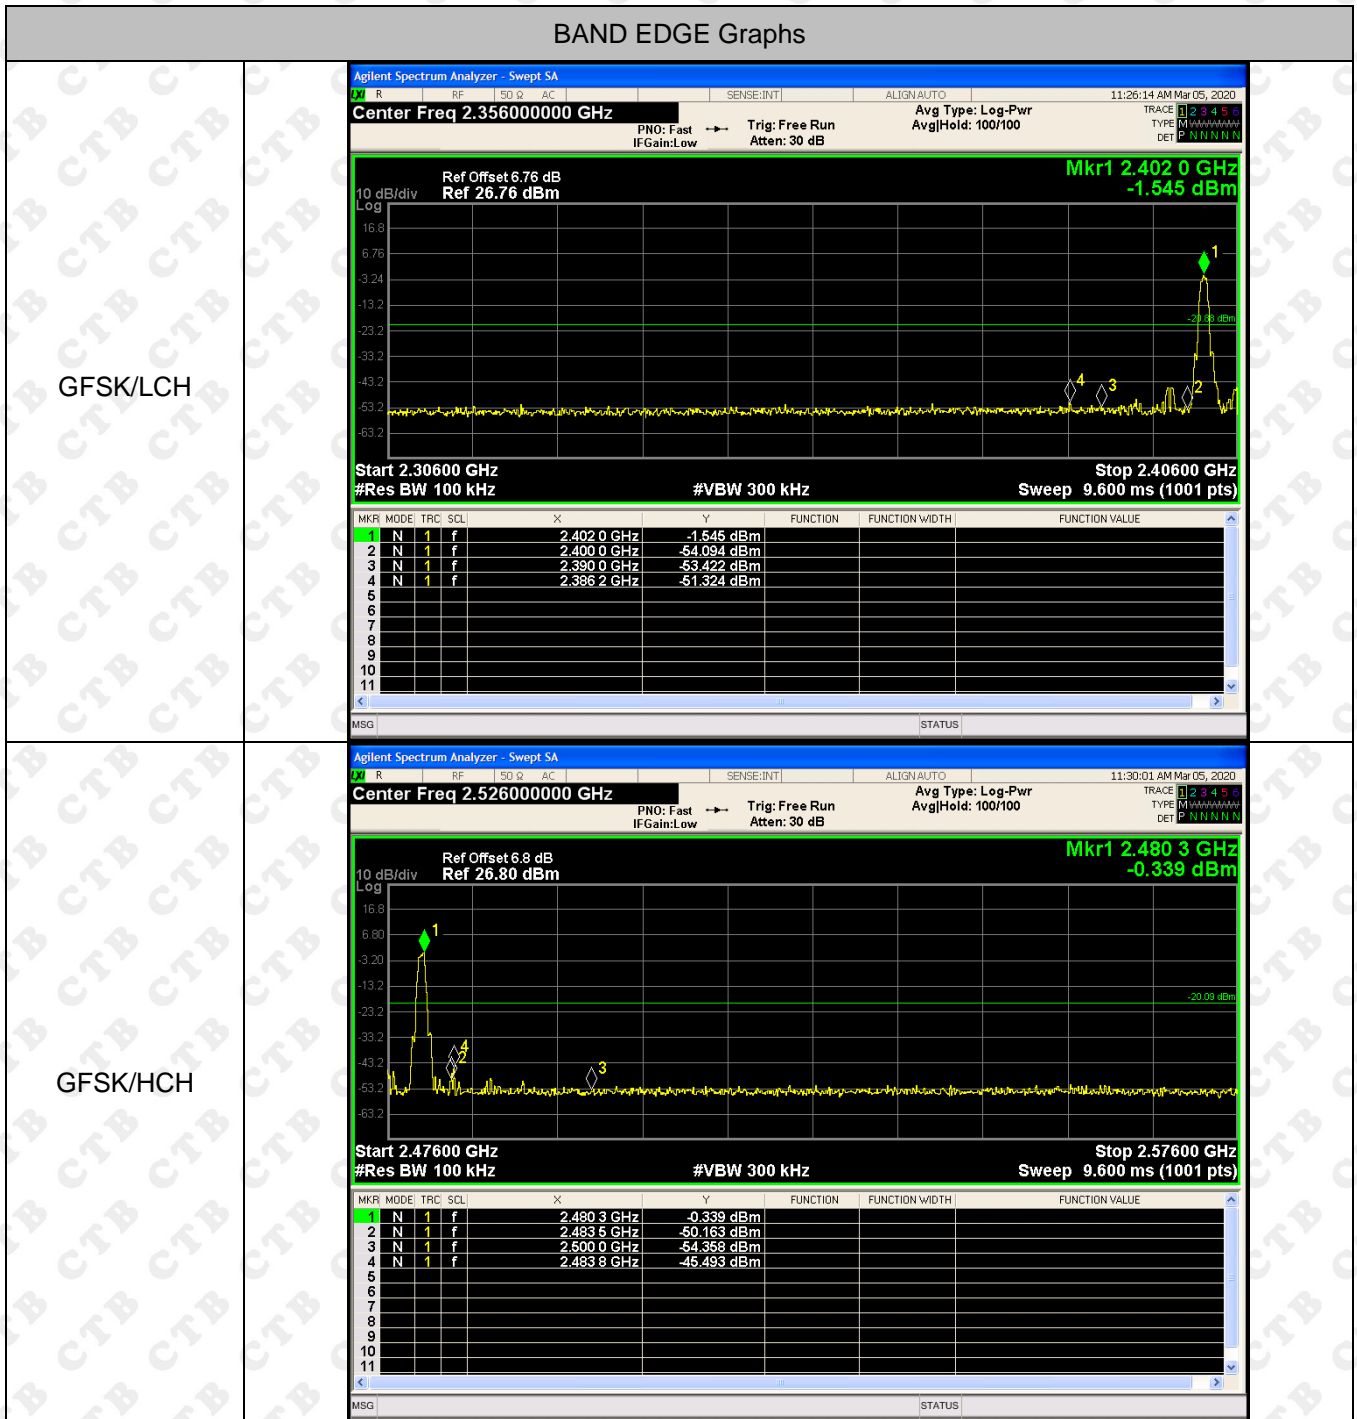 BAND EDGE Graphs
GFSK/LCH
Agilent Spectrum Analyzer - Swept SA
LXI R RF 50 Ω AC SENSE:INT ALIGN AUTO 11:26:14 AM Mar 05, 2020
Center Freq 2.356000000 GHz
PNO: Fast
IFGain:Low
Trig: Free Run
Atten: 30 dB
Avg Type: Log-Pwr
Avg|Hold: 100/100
TRACE 1 2 3 4 5 6
TYPE M WWWWW
DET P N N N N N
Mkr1 2.402 0 GHz
-1.545 dBm
Ref Offset 6.76 dB
10 dB/div Ref 26.76 dBm
Log
16.8
6.76
-3.24
-13.2
-23.2
-33.2
-43.2
-53.2
-63.2
1
4
3
2
Start 2.30600 GHz Stop 2.40600 GHz
#Res BW 100 kHz #VBW 300 kHz Sweep 9.600 ms (1001 pts)
MKR MODE TRC SCL X Y FUNCTION FUNCTION WIDTH FUNCTION VALUE
1 N 1 f 2.402 0 GHz -1.545 dBm
2 N 1 f 2.400 0 GHz -54.094 dBm
3 N 1 f 2.390 0 GHz -53.422 dBm
4 N 1 f 2.386 2 GHz -51.324 dBm
5
6
7
8
9
10
11
MSG STATUS
GFSK/HCH
Agilent Spectrum Analyzer - Swept SA
LXI R RF 50 Ω AC SENSE:INT ALIGN AUTO 11:30:01 AM Mar 05, 2020
Center Freq 2.526000000 GHz
PNO: Fast
IFGain:Low
Trig: Free Run
Atten: 30 dB
Avg Type: Log-Pwr
Avg|Hold: 100/100
TRACE 1 2 3 4 5 6
TYPE M WWWWW
DET P N N N N N
Mkr1 2.480 3 GHz
-0.339 dBm
Ref Offset 6.8 dB
10 dB/div Ref 26.80 dBm
Log
16.8
6.80
-3.20
-13.2
-23.2
-33.2
-43.2
-53.2
-63.2
1
-20.09 dBm
4
2
3
Start 2.47600 GHz Stop 2.57600 GHz
#Res BW 100 kHz #VBW 300 kHz Sweep 9.600 ms (1001 pts)
MKR MODE TRC SCL X Y FUNCTION FUNCTION WIDTH FUNCTION VALUE
1 N 1 f 2.480 3 GHz -0.339 dBm
2 N 1 f 2.483 5 GHz -50.163 dBm
3 N 1 f 2.500 0 GHz -54.358 dBm
4 N 1 f 2.483 8 GHz -45.493 dBm
5
6
7
8
9
10
11
MSG STATUS